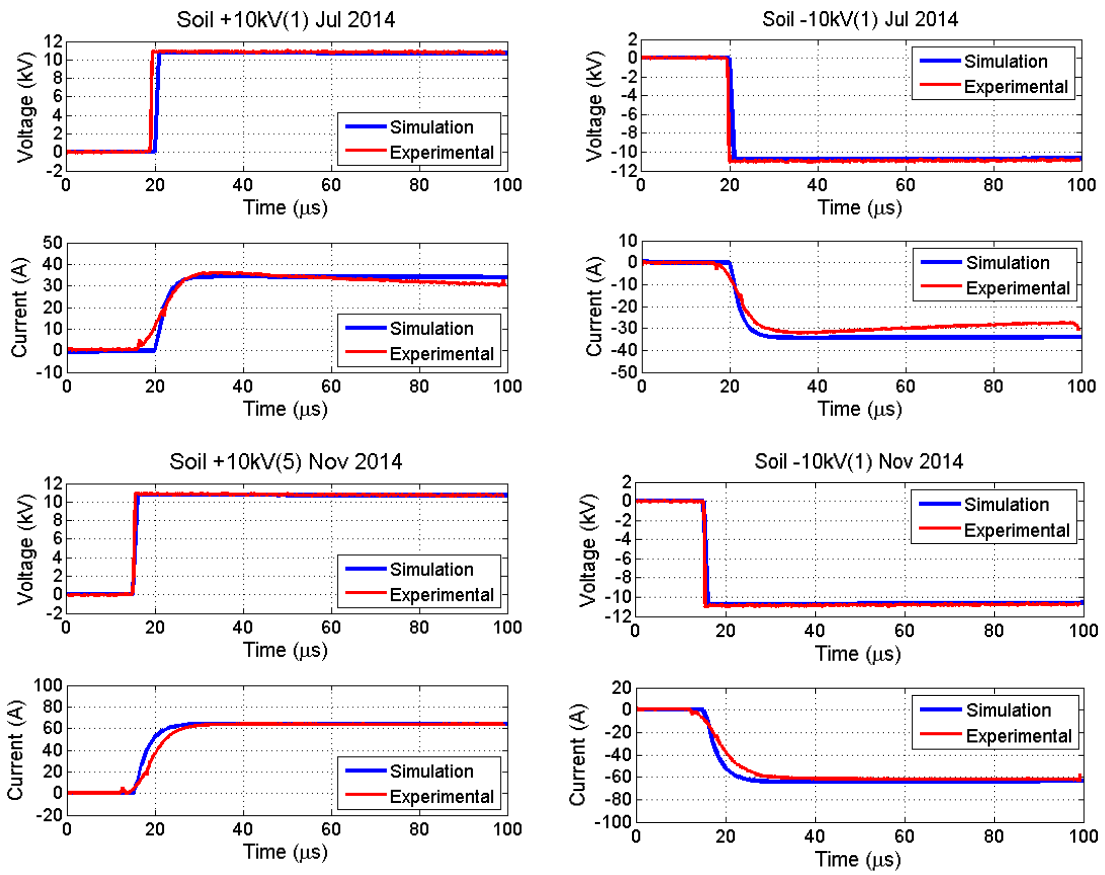 Soil +10kV(1) Jul 2014
Voltage (kV)
12
10
8
6
4
2
0
-2
Simulation
Experimental
0 20 40 60 80 100
Time (μs)
Current (A)
50
40
30
20
10
0
-10
Simulation
Experimental
0 20 40 60 80 100
Time (μs)
Soil -10kV(1) Jul 2014
Voltage (kV)
2
0
-2
-4
-6
-8
-10
-12
Simulation
Experimental
0 20 40 60 80 100
Time (μs)
Current (A)
10
0
-10
-20
-30
-40
-50
Simulation
Experimental
0 20 40 60 80 100
Time (μs)
Soil +10kV(5) Nov 2014
Voltage (kV)
12
10
8
6
4
2
0
-2
Simulation
Experimental
0 20 40 60 80 100
Time (μs)
Current (A)
100
80
60
40
20
0
-20
Simulation
Experimental
0 20 40 60 80 100
Time (μs)
Soil -10kV(1) Nov 2014
Voltage (kV)
2
0
-2
-4
-6
-8
-10
-12
Simulation
Experimental
0 20 40 60 80 100
Time (μs)
Current (A)
20
0
-20
-40
-60
-80
-100
Simulation
Experimental
0 20 40 60 80 100
Time (μs)